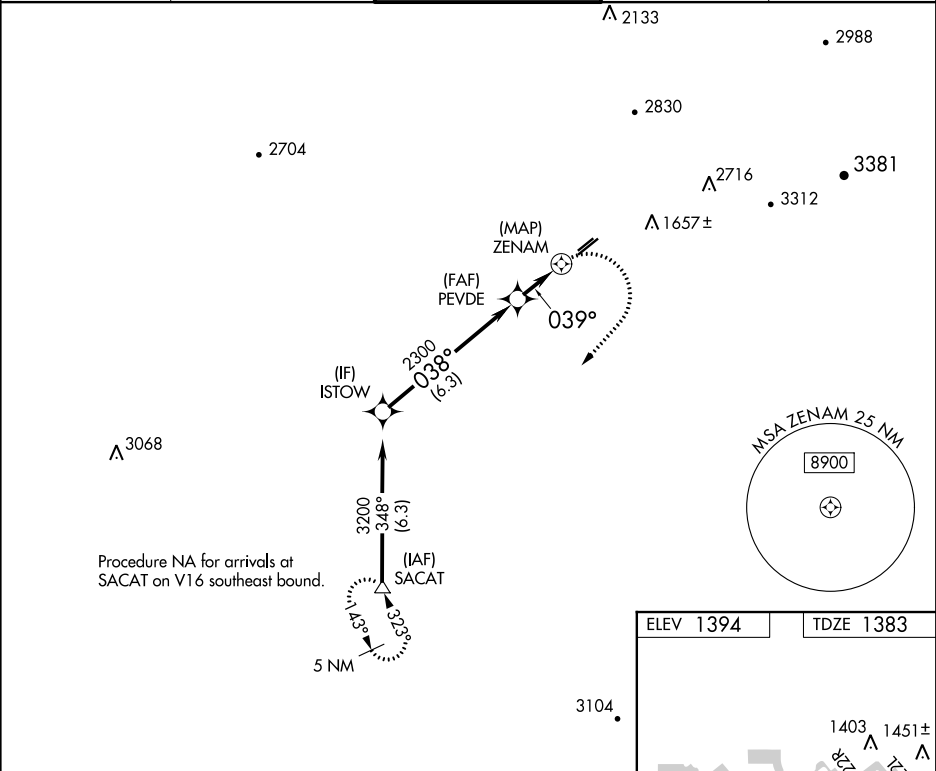 2133
2988
2830
2704
2716
3381
3312
1657±
(MAP)
ZENAM
(FAF)
PEVDE
039°
2300
038°
(6.3)
(IF)
ISTOW
3068
MSA ZENAM 25 NM
8900
3200
348°
(6.3)
Procedure NA for arrivals at
SACAT on V16 southeast bound.
(IAF)
SACAT
143°
323°
5 NM
ELEV 1394
TDZE 1383
3104
1403
1451±
22R